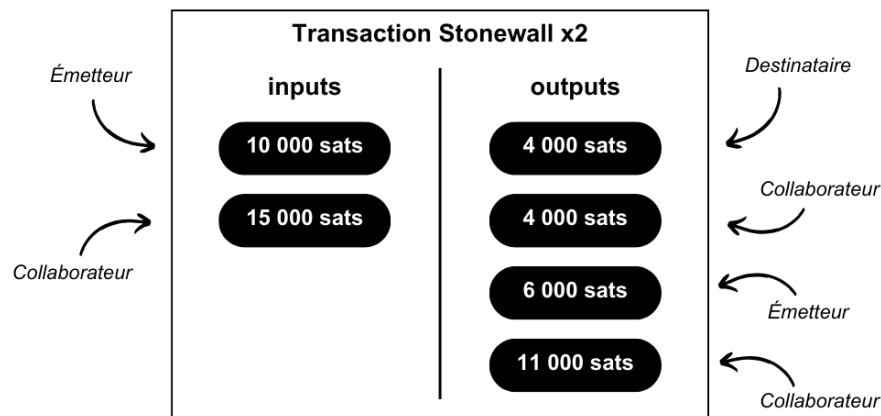 Transaction Stonewall x2
Émetteur
Destinataire
inputs
outputs
10 000 sats
4 000 sats
Collaborateur
15 000 sats
4 000 sats
Collaborateur
6 000 sats
Émetteur
11 000 sats
Collaborateur